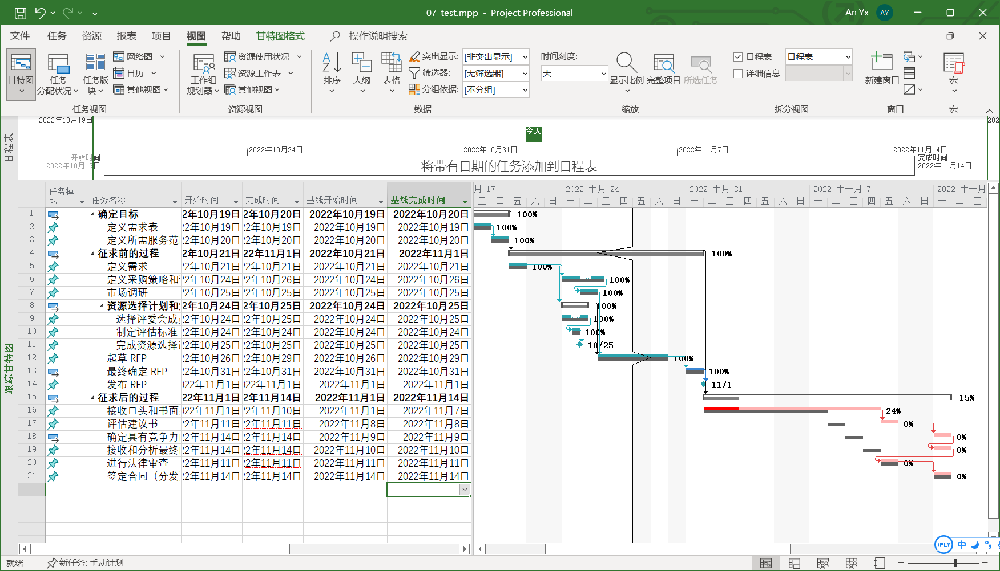 07_test.mpp - Project Professional
An Yx
AY
文件 任务 资源 报表 项目 视图 帮助 甘特图格式 操作说明搜索
甘特图
任务
分配状况
任务版
块
网络图
日历
其他视图
任务视图
工作组
规划器
资源使用状况
资源工作表
其他视图
资源视图
排序
大纲
表格
突出显示: [非突出显示]
筛选器: [无筛选器]
分组依据: [不分组]
数据
时间刻度:
天
显示比例
完整项目
所选任务
缩放
日程表 日程表
详细信息
拆分视图
新建窗口
窗口
宏
宏
日程表
2022年10月19日
202
今天
2022年10月24日 2022年10月31日 2022年11月7日 2022年11月14日
开始时间
2022年10月19日
将带有日期的任务添加到日程表
完成时间
2022年11月14日
跟踪甘特图
任务模式 任务名称 开始时间 完成时间 基线开始时间 基线完成时间
月 17 2022 十月 24 2022 十月 31 2022 十一月 7 2022 十一月
三 四 五 六 日 一 二 三 四 五 六 日 一 二 三 四 五 六 日 一 二 三 四 五 六 日 一 二 三
1 确定目标 2年10月19日 2年10月20日 2022年10月19日 2022年10月20日 100%
2 定义需求表 22年10月19日 22年10月19日 2022年10月19日 2022年10月19日 100%
3 定义所需服务范 22年10月20日 22年10月20日 2022年10月20日 2022年10月20日 100%
4 征求前的过程 2年10月21日 22年11月1日 2022年10月21日 2022年11月1日 100%
5 定义需求 22年10月21日 22年10月21日 2022年10月21日 2022年10月21日 100%
6 定义采购策略和 22年10月24日 22年10月26日 2022年10月24日 2022年10月26日 100%
7 市场调研 22年10月25日 22年10月25日 2022年10月25日 2022年10月25日 100%
8 资源选择计划和 2年10月24日 2年10月25日 2022年10月24日 2022年10月25日 100%
9 选择评委会成 22年10月24日 22年10月25日 2022年10月24日 2022年10月25日 100%
10 制定评估标准 22年10月24日 22年10月24日 2022年10月24日 2022年10月24日 100%
11 完成资源选择 22年10月25日 22年10月25日 2022年10月25日 2022年10月25日 10/25
12 起草 RFP 22年10月26日 22年10月29日 2022年10月26日 2022年10月29日 100%
13 最终确定 RFP 22年10月31日 22年10月31日 2022年10月31日 2022年10月31日 100%
14 发布 RFP 022年11月1日 022年11月1日 2022年11月1日 2022年11月1日 11/1
15 征求后的过程 22年11月1日 2年11月14日 2022年11月1日 2022年11月14日 15%
16 接收口头和书面 022年11月1日 22年11月10日 2022年11月1日 2022年11月7日 24%
17 评估建议书 22年11月11日 22年11月11日 2022年11月8日 2022年11月8日 0%
18 确定具有竞争力 22年11月14日 22年11月14日 2022年11月9日 2022年11月9日 0%
19 接收和分析最终 22年11月14日 22年11月14日 2022年11月10日 2022年11月10日 0%
20 进行法律审查 22年11月11日 22年11月11日 2022年11月11日 2022年11月11日 0%
21 签定合同（分发 22年11月14日 22年11月14日 2022年11月14日 2022年11月14日 0%
iFLY 中
就绪 新任务: 手动计划